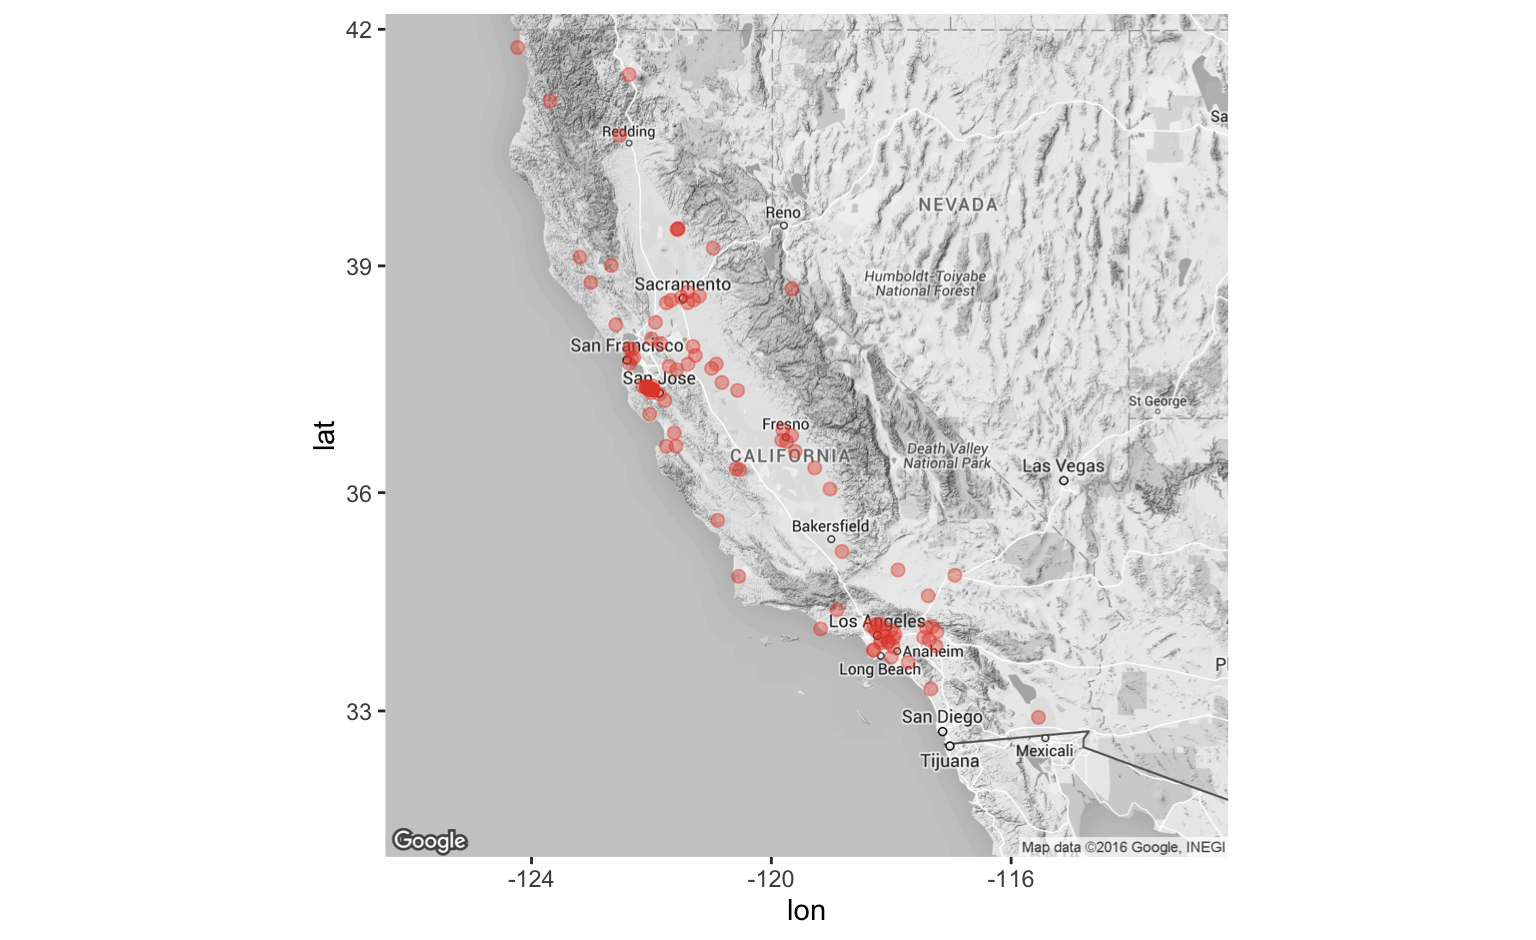 42
39
36
33
lat
-124
-120
-116
lon
Redding
Reno
NEVADA
Sa
Sacramento
Humboldt-Toiyabe
National Forest
San Francisco
San Jose
St George
Fresno
CALIFORNIA
Death Valley
National Park
Las Vegas
Bakersfield
Los Angeles
Anaheim
Long Beach
San Diego
Tijuana
Mexicali
Google
Map data ©2016 Google, INEGI